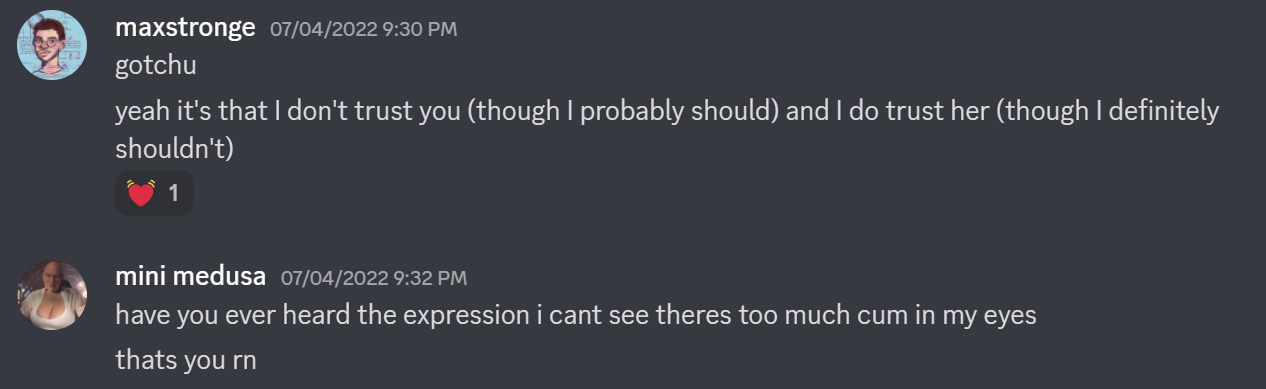 maxstronge 07/04/2022 9:30 PM
gotchu
yeah it's that I don't trust you (though I probably should) and I do trust her (though I definitely
shouldn't)
💓 1
mini medusa 07/04/2022 9:32 PM
have you ever heard the expression i cant see theres too much cum in my eyes
thats you rn